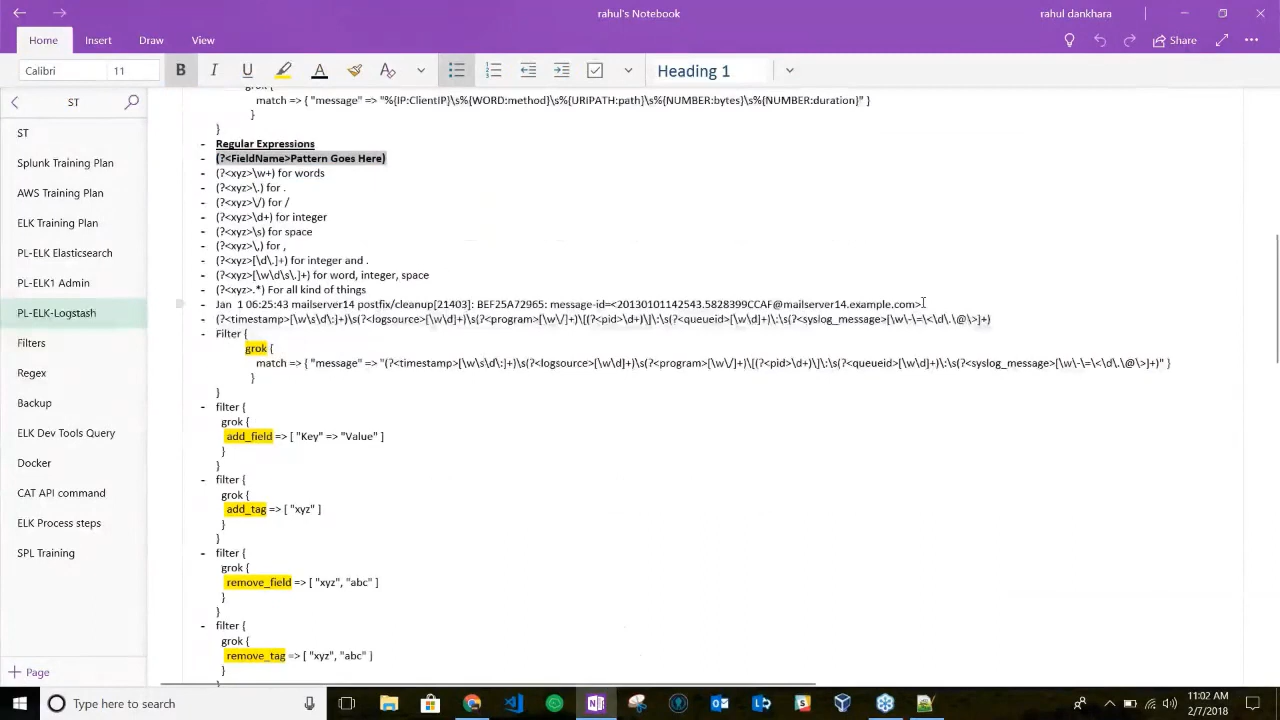 rahul's Notebook
rahul dankhara
Home Insert Draw View
Share
Calibri 11 B I U A Heading 1
ST
ST
Splunk Training Plan
AWS Training Plan
ELK Training Plan
PL-ELK Elasticsearch
PL-ELK1 Admin
PL-ELK-Logstash
Filters
Regex
Backup
ELK Dev Tools Query
Docker
CAT API command
ELK Process steps
SPL Training
Page
grok {
match => { "message" => "%{IP:ClientIP}\s%{WORD:method}\s%{URIPATH:path}\s%{NUMBER:bytes}\s%{NUMBER:duration}" }
}
}
- Regular Expressions
- (?<FieldName>Pattern Goes Here)
- (?<xyz>\w+) for words
- (?<xyz>\.) for .
- (?<xyz>\/) for /
- (?<xyz>\d+) for integer
- (?<xyz>\s) for space
- (?<xyz>\,) for ,
- (?<xyz>[\d\.]+) for integer and .
- (?<xyz>[\w\d\s\.]+) for word, integer, space
- (?<xyz>.*) For all kind of things
- Jan 1 06:25:43 mailserver14 postfix/cleanup[21403]: BEF25A72965: message-id=<20130101142543.5828399CCAF@mailserver14.example.com>
- (?<timestamp>[\w\s\d\:]+)\s(?<logsource>[\w\d]+)\s(?<program>[\w\/]+)\[(?<pid>\d+)\]\:\s(?<queueid>[\w\d]+)\:\s(?<syslog_message>[\w\-\=\<\d\.\@\>]+)
- Filter {
grok {
match => { "message" => "(?<timestamp>[\w\s\d\:]+)\s(?<logsource>[\w\d]+)\s(?<program>[\w\/]+)\[(?<pid>\d+)\]\:\s(?<queueid>[\w\d]+)\:\s(?<syslog_message>[\w\-\=\<\d\.\@\>]+)" }
}
}
- filter {
grok {
add_field => [ "Key" => "Value" ]
}
}
- filter {
grok {
add_tag => [ "xyz" ]
}
}
- filter {
grok {
remove_field => [ "xyz", "abc" ]
}
}
- filter {
grok {
remove_tag => [ "xyz", "abc" ]
}
Type here to search
11:02 AM
2/7/2018